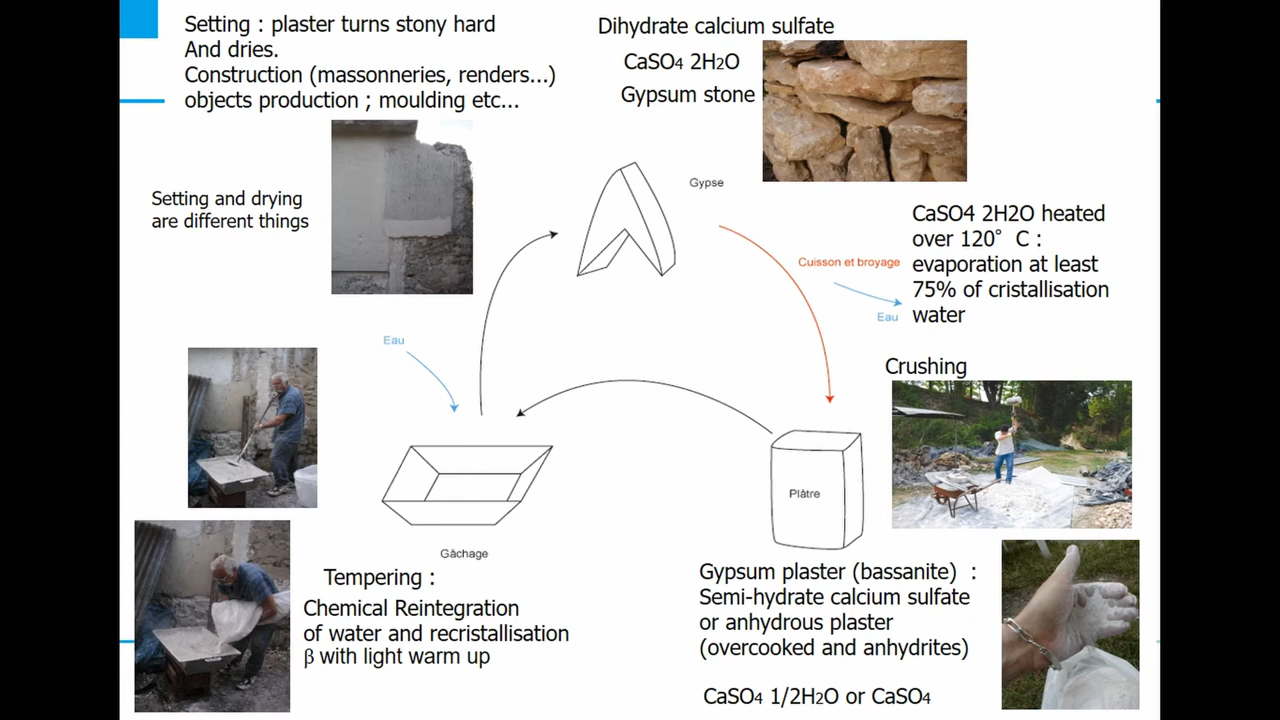 Setting : plaster turns stony hard
And dries.
Construction (massonneries, renders...)
objects production ; moulding etc...
Dihydrate calcium sulfate
CaSO4 2H2O
Gypsum stone
Setting and drying
are different things
Gypse
CaSO4 2H2O heated
over 120° C :
evaporation at least
75% of cristallisation
water
Cuisson et broyage
Eau
Eau
Crushing
Plâtre
Gâchage
Tempering :
Chemical Reintegration
of water and recristallisation
β with light warm up
Gypsum plaster (bassanite) :
Semi-hydrate calcium sulfate
or anhydrous plaster
(overcooked and anhydrites)
CaSO4 1/2H2O or CaSO4